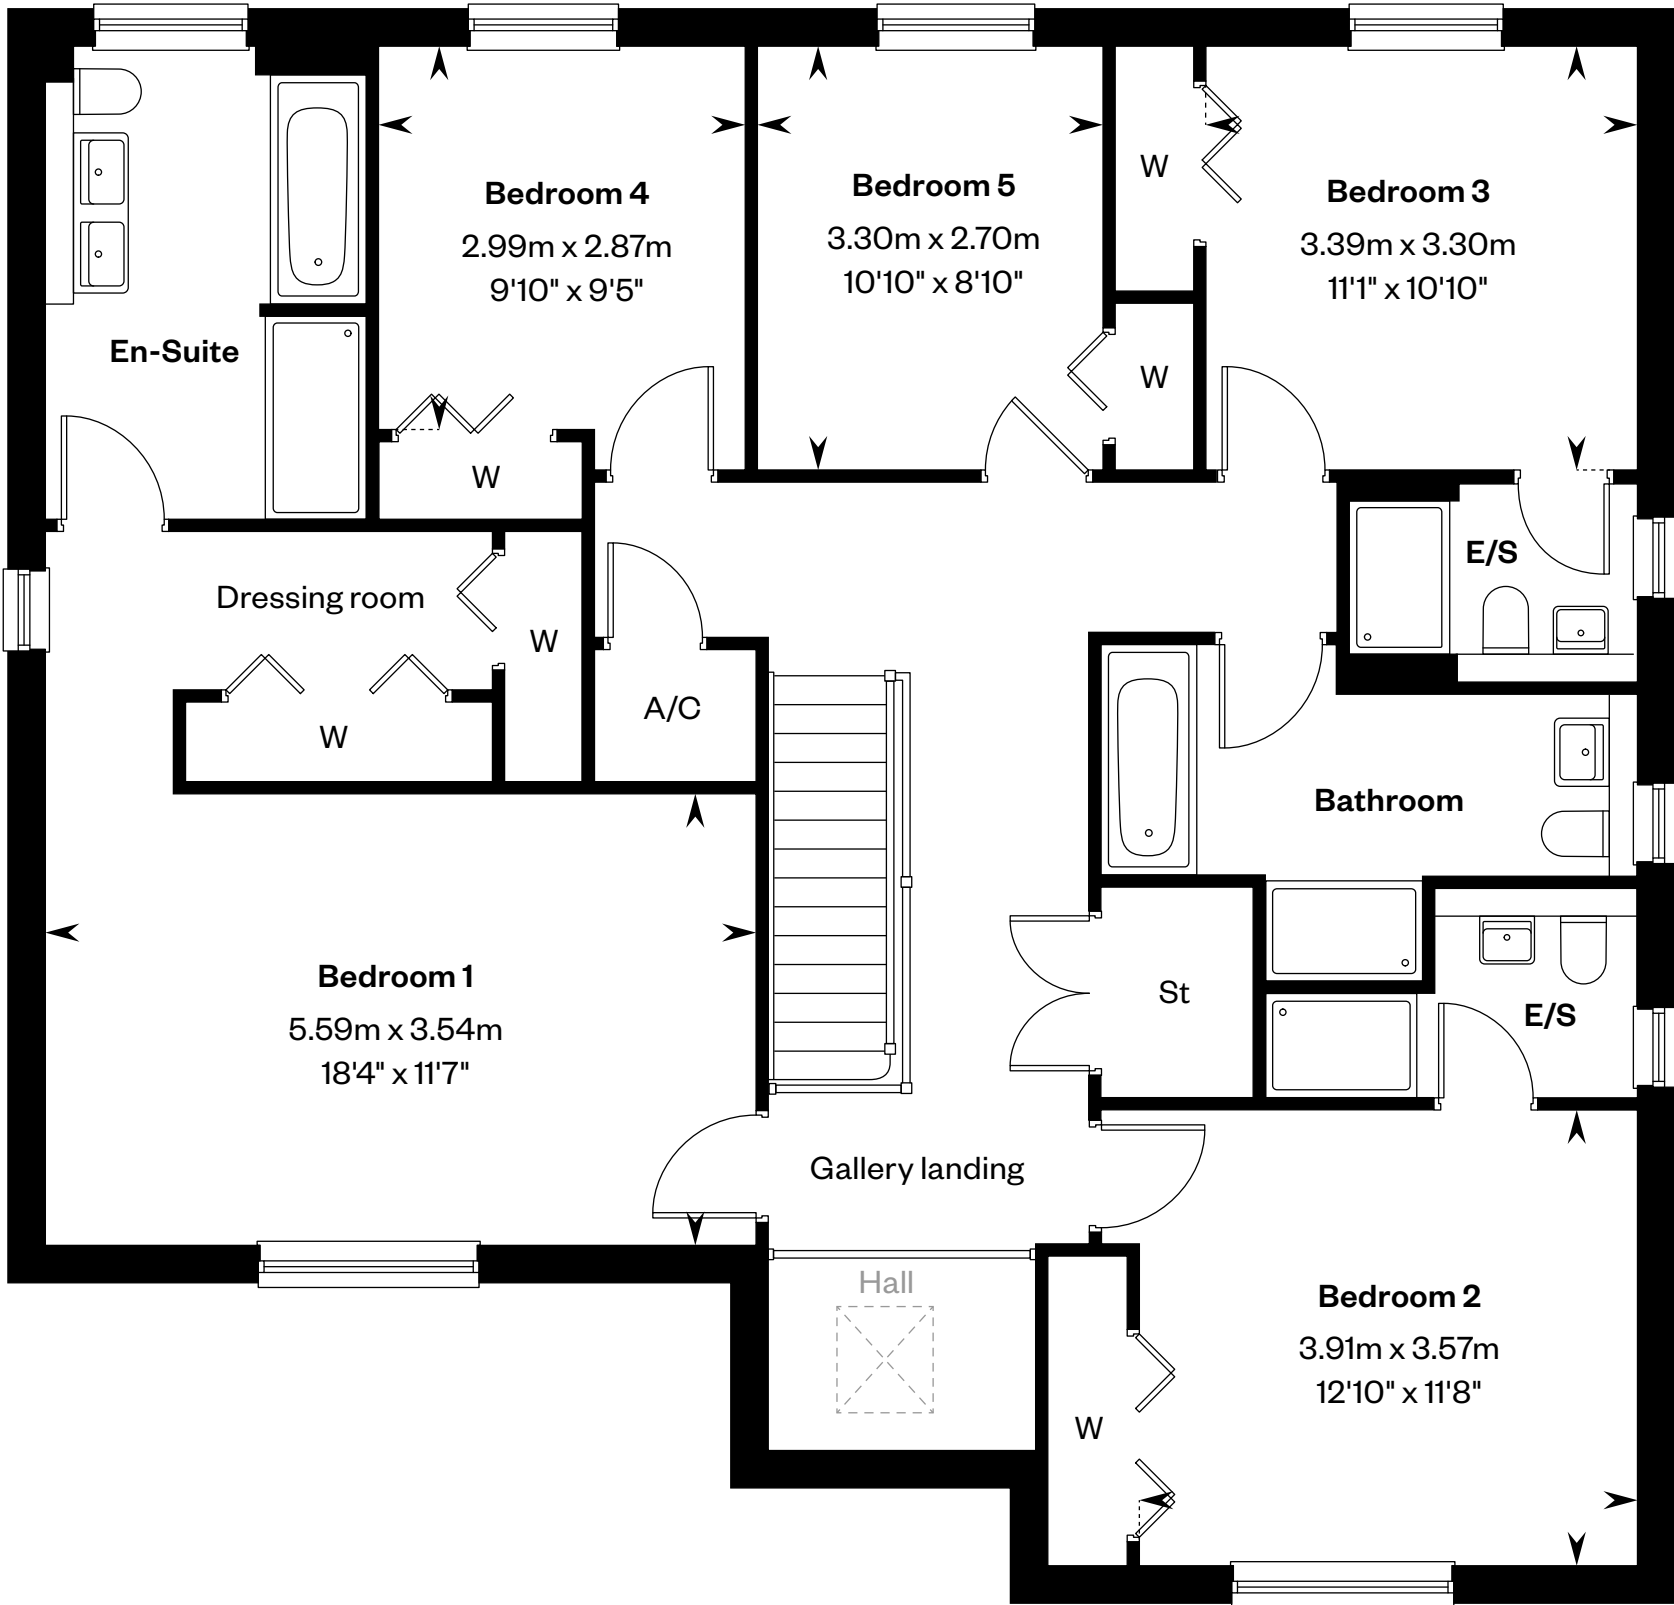 Bedroom 4
2.99m x 2.87m
9'10" x 9'5"
Bedroom 5
3.30m x 2.70m
10'10" x 8'10"
W
Bedroom 3
3.39m x 3.30m
11'1" x 10'10"
En-Suite
W
W
E/S
Dressing room
W
W
A/C
Bathroom
Bedroom 1
5.59m x 3.54m
18'4" x 11'7"
St
E/S
Gallery landing
Hall
Bedroom 2
3.91m x 3.57m
12'10" x 11'8"
W